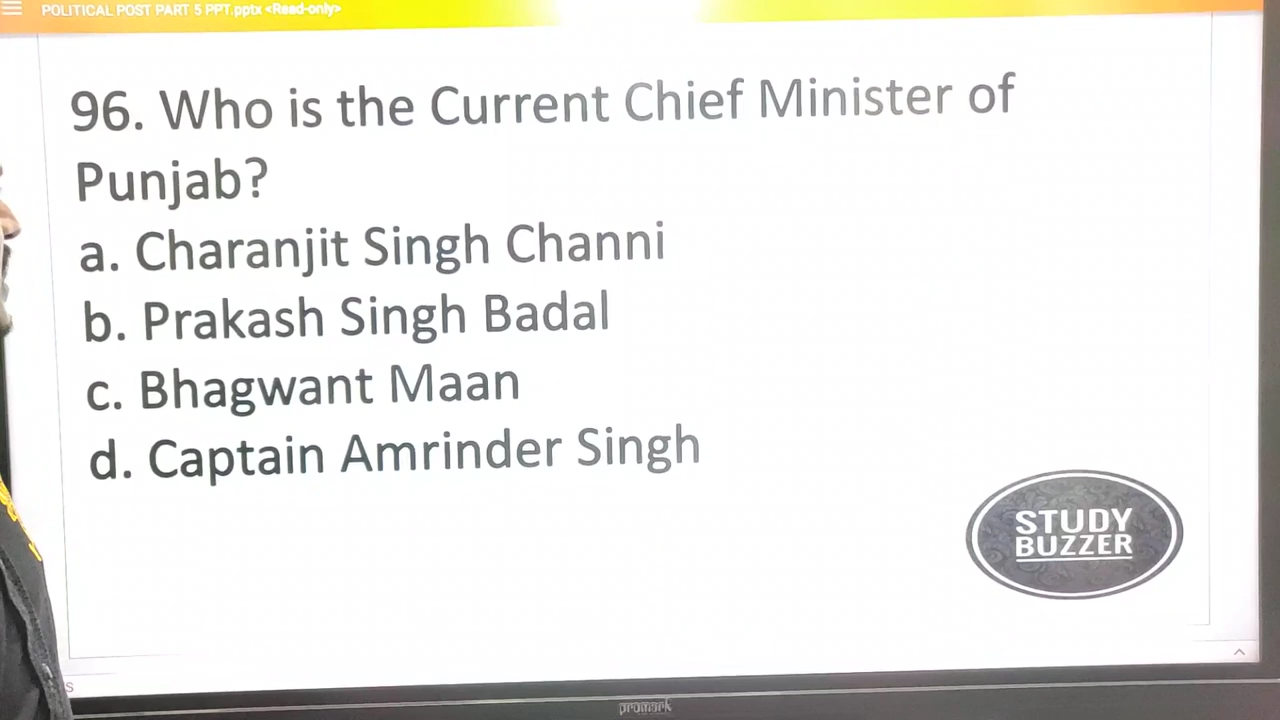 POLITICAL POST PART 5 PPT.pptx <Read-only>
96. Who is the Current Chief Minister of
Punjab?
a. Charanjit Singh Channi
b. Prakash Singh Badal
c. Bhagwant Maan
d. Captain Amrinder Singh
STUDY
BUZZER
S
promark